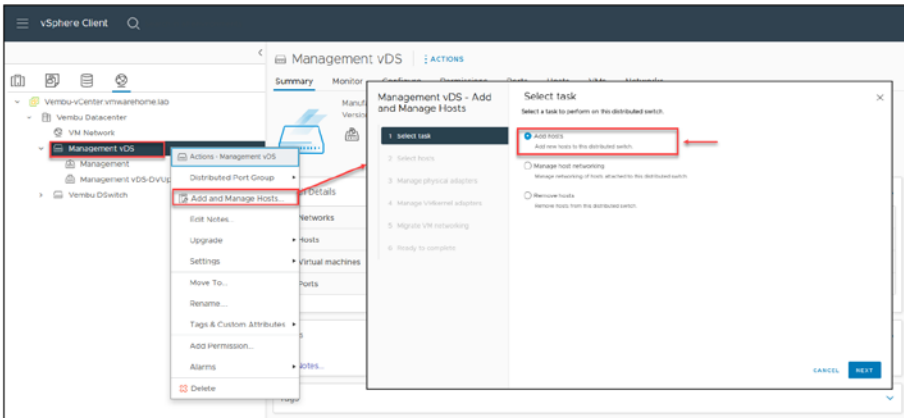 vSphere Client
Management vDS
ACTIONS
Summary
Monitor
Vembu-vCenter.vmwarehome.lab
Vembu Datacenter
VM Network
Management vDS
Management
Management vDS-DVUp
Vembu DSwitch
Actions - Management vDS
Distributed Port Group
Add and Manage Hosts...
Edit Notes...
Upgrade
Settings
Move To...
Rename...
Tags & Custom Attributes
Add Permission...
Alarms
Delete
Manuf
Versio
Details
Networks
Hosts
Virtual machines
Ports
Notes...
Management vDS - Add
and Manage Hosts
1 Select task
2 Select hosts
3 Manage physical adapters
4 Manage VMkernel adapters
5 Migrate VM networking
6 Ready to complete
Select task
Select a task to perform on this distributed switch.
Add hosts
Add new hosts to this distributed switch.
Manage host networking
Manage networking of hosts attached to this distributed switch.
Remove hosts
Remove hosts from this distributed switch.
CANCEL
NEXT